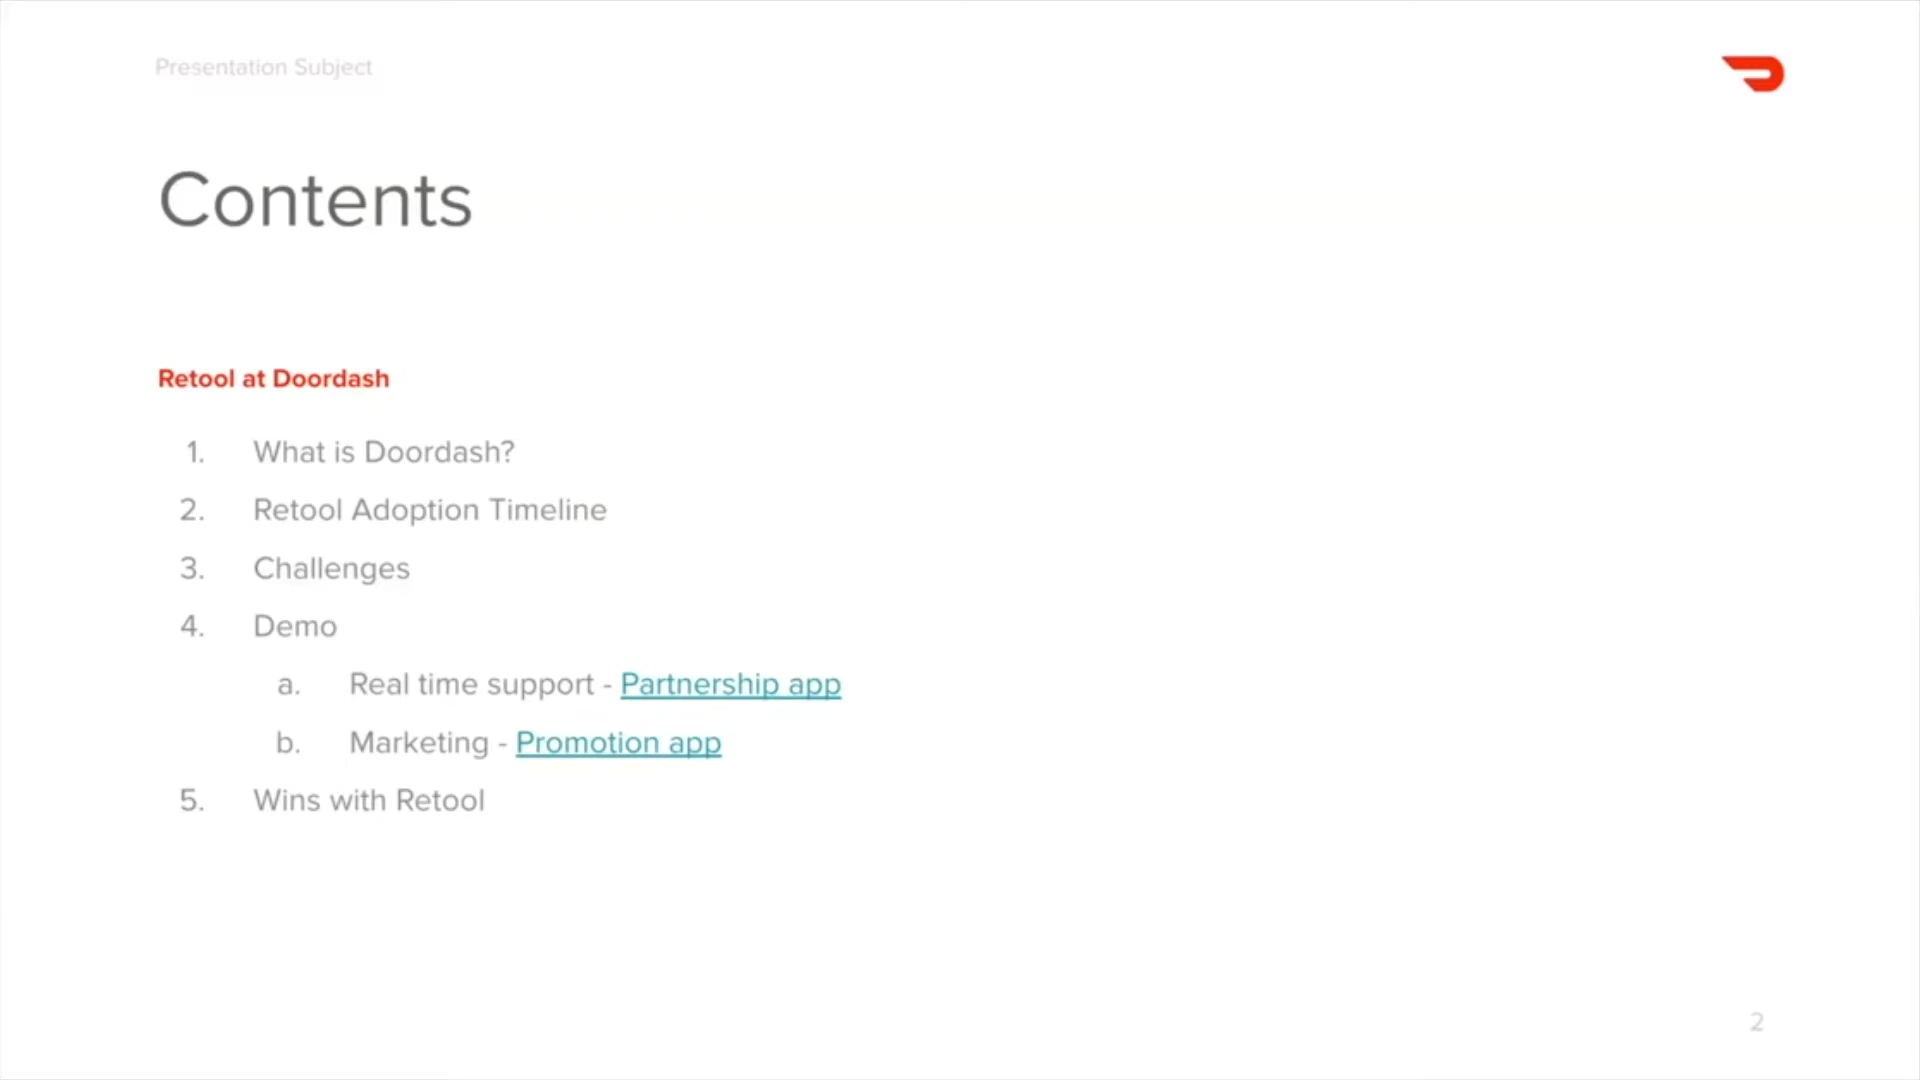 Presentation Subject
Contents
Retool at Doordash
1. What is Doordash?
2. Retool Adoption Timeline
3. Challenges
4. Demo
a. Real time support - Partnership app
b. Marketing - Promotion app
5. Wins with Retool
2